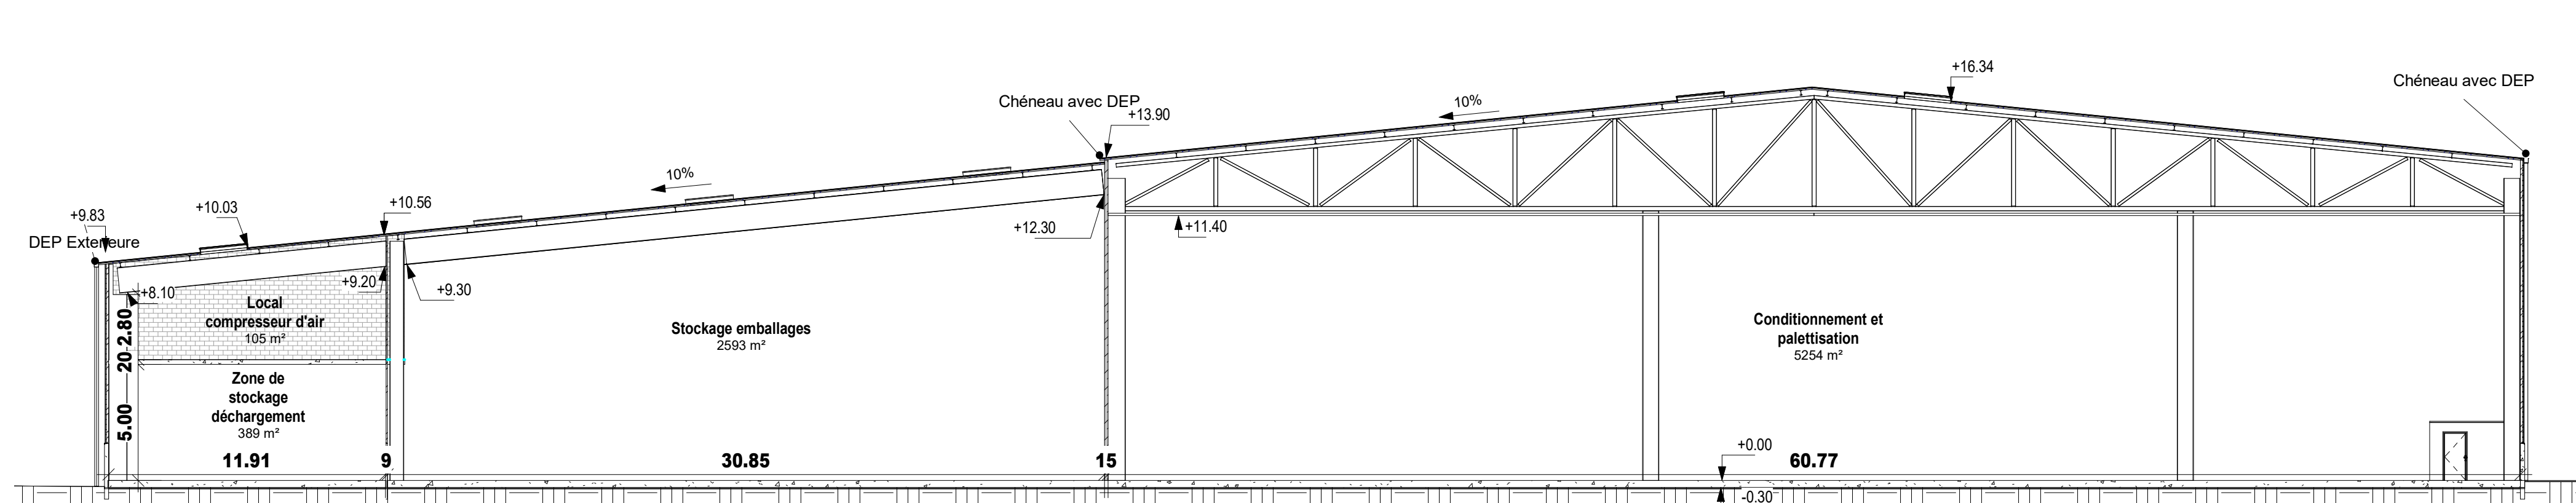 +16.34
Chéneau avec DEP
Chéneau avec DEP
10%
+13.90
10%
+10.03
+10.56
+9.83
DEP Exterieure
+12.30
+11.40
+9.20
+9.30
+8.10
Local
compresseur d'air
105 m²
2.80
20
5.00
Stockage emballages
2593 m²
Conditionnement et
palettisation
5254 m²
Zone de
stockage
déchargement
389 m²
+0.00
11.91
9
30.85
15
60.77
-0.30